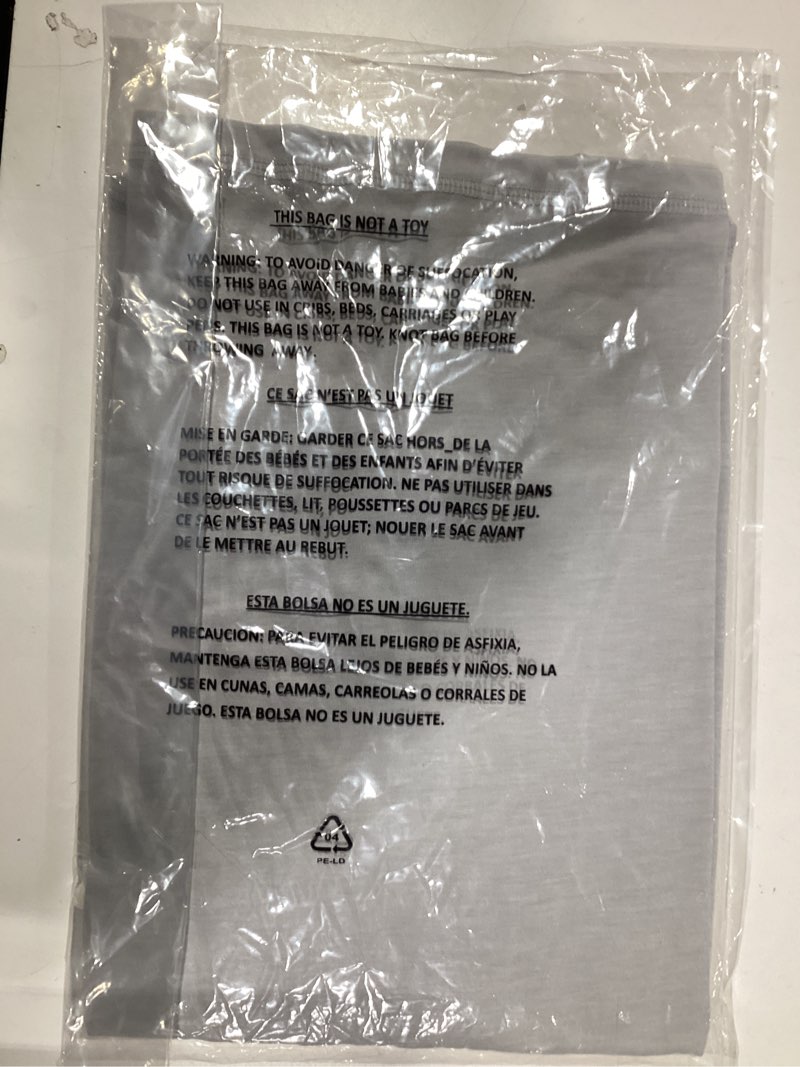 THIS BAG IS NOT A TOY
WARNING: TO AVOID DANGER OF SUFFOCATION,
KEEP THIS BAG AWAY FROM BABIES AND CHILDREN.
DO NOT USE IN CRIBS, BEDS, CARRIAGES OR PLAY
PENS. THIS BAG IS NOT A TOY. KNOT BAG BEFORE
THROWING AWAY.
CE SAC N'EST PAS UN JOUET
MISE EN GARDE: GARDER CE SAC HORS_DE LA
PORTÉE DES BÉBÉS ET DES ENFANTS AFIN D'ÉVITER
TOUT RISQUE DE SUFFOCATION. NE PAS UTILISER DANS
LES COUCHETTES, LIT, POUSSETTES OU PARCS DE JEU.
CE SAC N'EST PAS UN JOUET; NOUER LE SAC AVANT
DE LE METTRE AU REBUT.
ESTA BOLSA NO ES UN JUGUETE.
PRECAUCIÓN: PARA EVITAR EL PELIGRO DE ASFIXIA,
MANTENGA ESTA BOLSA LEJOS DE BEBÉS Y NIÑOS. NO LA
USE EN CUNAS, CAMAS, CARREOLAS O CORRALES DE
JUEGO. ESTA BOLSA NO ES UN JUGUETE.
04
PE-LD